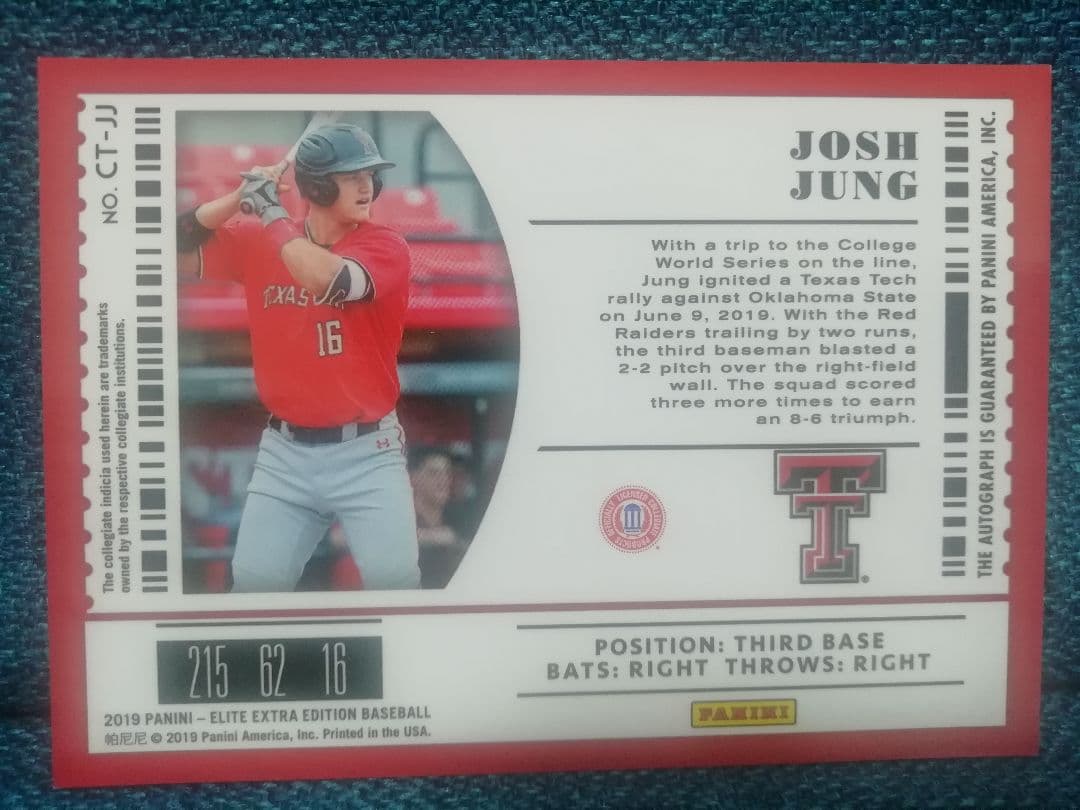 NO. CT-JJ
The collegiate indicia used herein are trademarks
owned by the respective collegiate institutions.
TEXAS
16
JOSH
JUNG
With a trip to the College
World Series on the line,
Jung ignited a Texas Tech
rally against Oklahoma State
on June 9, 2019. With the Red
Raiders trailing by two runs,
the third baseman blasted a
2-2 pitch over the right-field
wall. The squad scored
three more times to earn
an 8-6 triumph.
OFFICIALLY LICENSED COLLEGIATE PRODUCTS
T
®
THE AUTOGRAPH IS GUARANTEED BY PANINI AMERICA, INC.
215 62 16
2019 PANINI – ELITE EXTRA EDITION BASEBALL
帕尼尼 © 2019 Panini America, Inc. Printed in the USA.
POSITION: THIRD BASE
BATS: RIGHT THROWS: RIGHT
PANINI